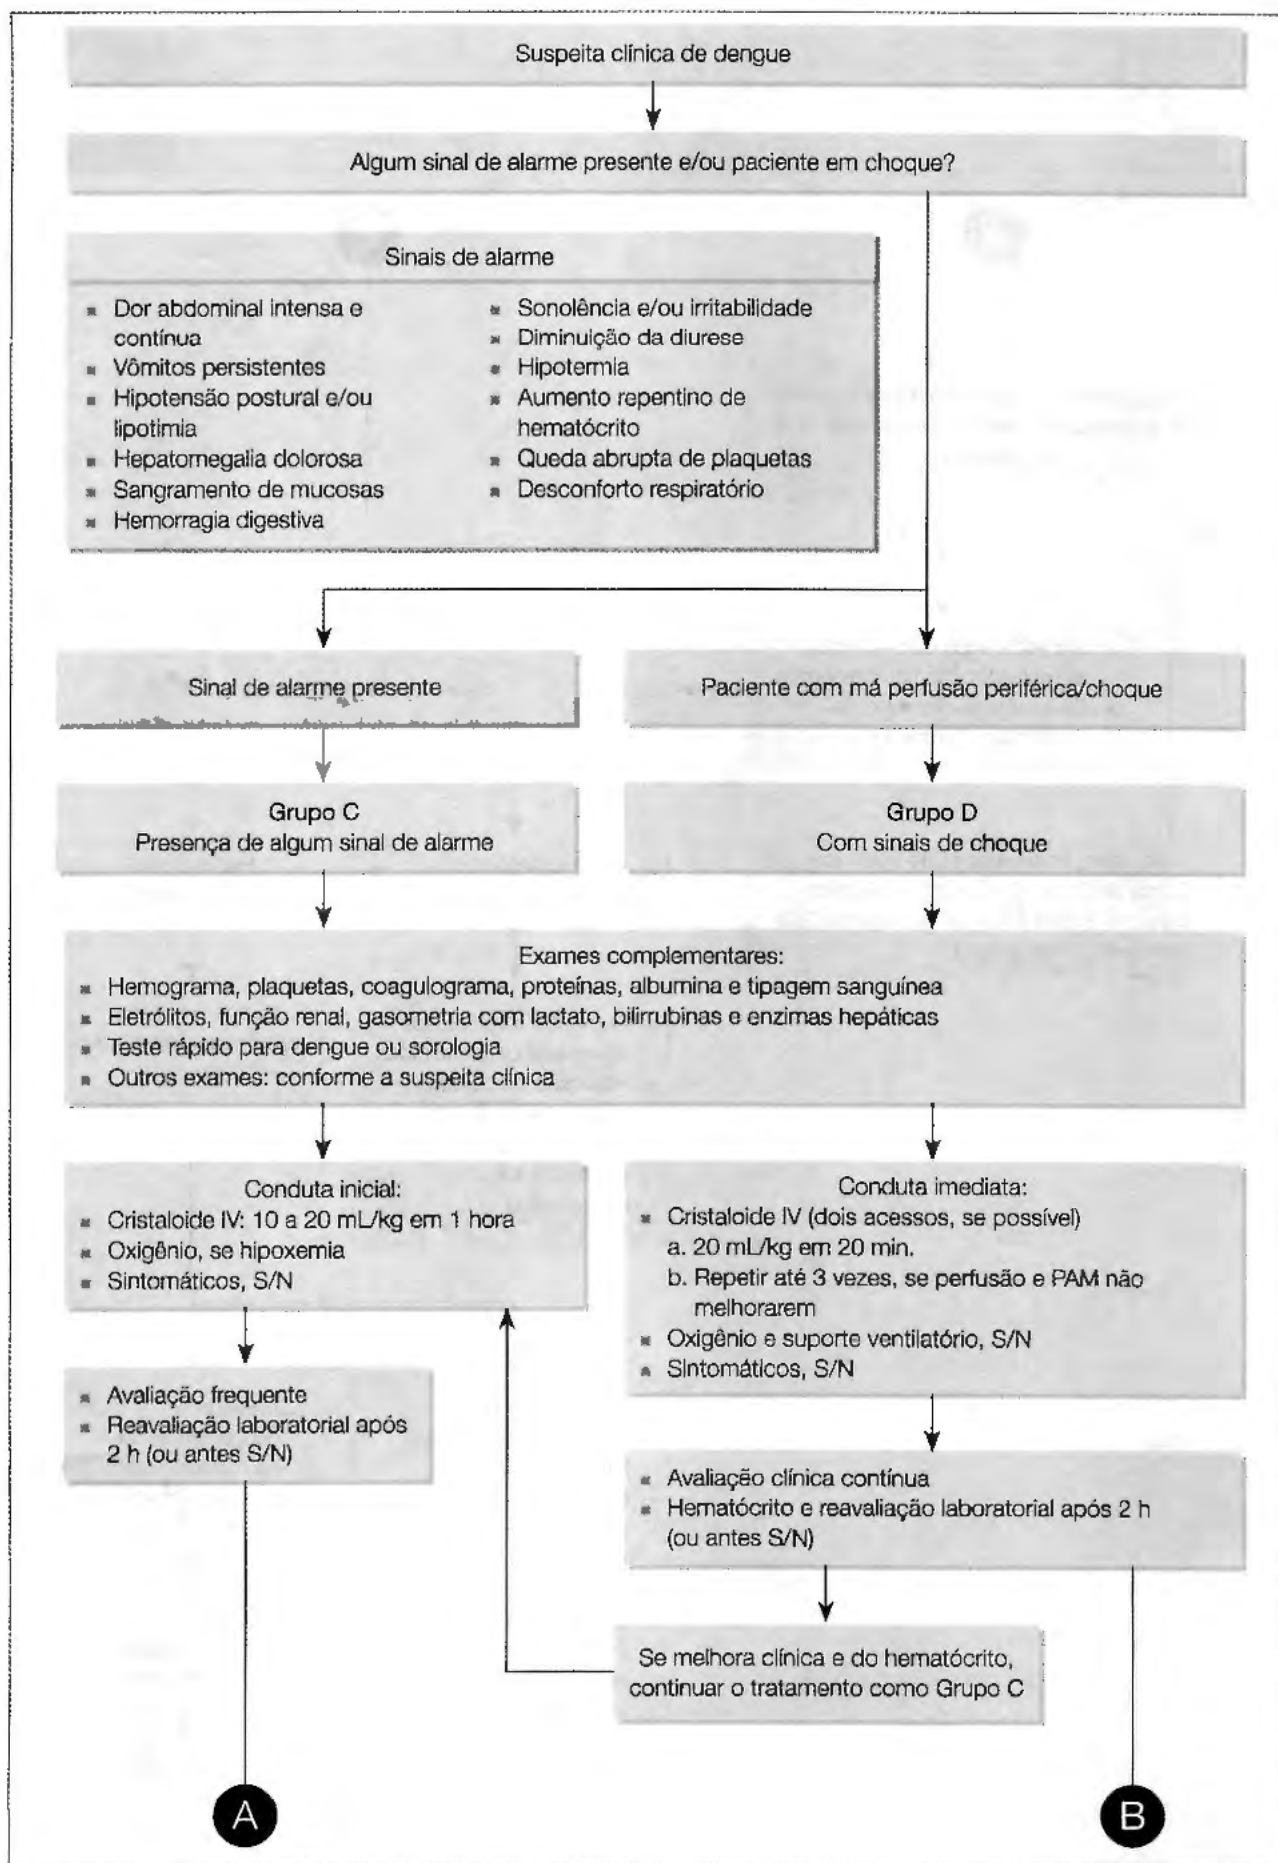 Suspeita clínica de dengue
Algum sinal de alarme presente e/ou paciente em choque?
Sinais de alarme
▪ Dor abdominal intensa e
contínua
▪ Vômitos persistentes
▪ Hipotensão postural e/ou
lipotimia
▪ Hepatomegalia dolorosa
▪ Sangramento de mucosas
▪ Hemorragia digestiva
▪ Sonolência e/ou irritabilidade
▪ Diminuição da diurese
▪ Hipotermia
▪ Aumento repentino de
hematócrito
▪ Queda abrupta de plaquetas
▪ Desconforto respiratório
Sinal de alarme presente
Paciente com má perfusão periférica/choque
Grupo C
Presença de algum sinal de alarme
Grupo D
Com sinais de choque
Exames complementares:
▪ Hemograma, plaquetas, coagulograma, proteínas, albumina e tipagem sanguínea
▪ Eletrólitos, função renal, gasometria com lactato, bilirrubinas e enzimas hepáticas
▪ Teste rápido para dengue ou sorologia
▪ Outros exames: conforme a suspeita clínica
Conduta inicial:
▪ Cristaloide IV: 10 a 20 mL/kg em 1 hora
▪ Oxigênio, se hipoxemia
▪ Sintomáticos, S/N
Conduta imediata:
▪ Cristaloide IV (dois acessos, se possível)
a. 20 mL/kg em 20 min.
b. Repetir até 3 vezes, se perfusão e PAM não
melhorarem
▪ Oxigênio e suporte ventilatório, S/N
▪ Sintomáticos, S/N
▪ Avaliação frequente
▪ Reavaliação laboratorial após
2 h (ou antes S/N)
▪ Avaliação clínica contínua
▪ Hematócrito e reavaliação laboratorial após 2 h
(ou antes S/N)
Se melhora clínica e do hematócrito,
continuar o tratamento como Grupo C
A
B